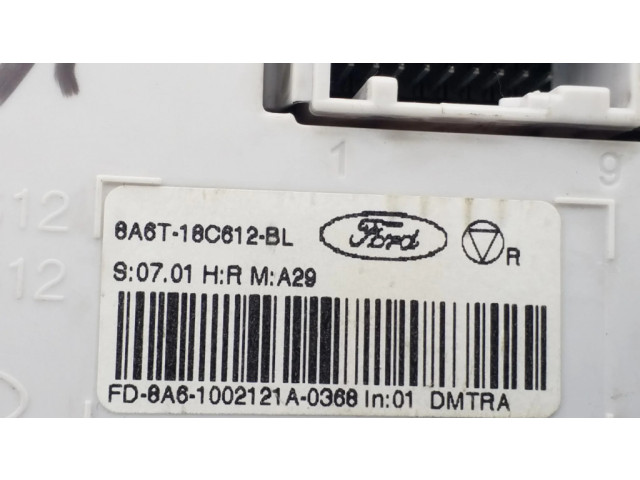 1
9
12
12
8A6T-18C612-BL Ford R
S:07.01 H:R M:A29
FD-8A6-1002121A-0368 In:01 DMTRA